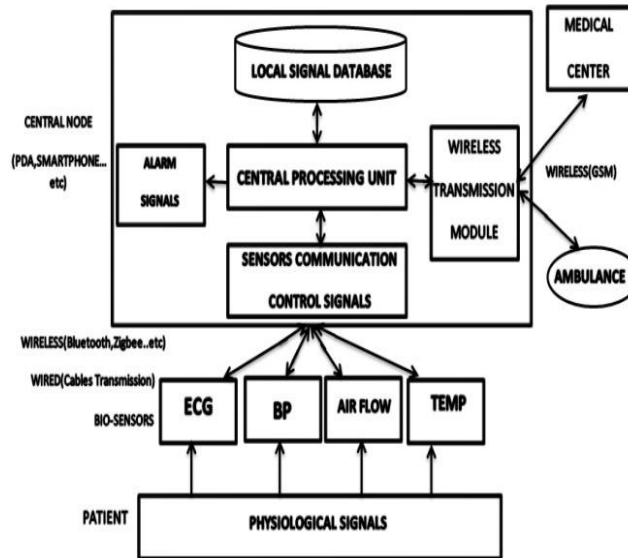 MEDICAL
CENTER
LOCAL SIGNAL DATABASE
CENTRAL NODE
(PDA,SMARTPHONE...
etc)
ALARM
SIGNALS
CENTRAL PROCESSING UNIT
WIRELESS
TRANSMISSION
MODULE
WIRELESS(GSM)
SENSORS COMMUNICATION
CONTROL SIGNALS
AMBULANCE
WIRELESS(Bluetooth,Zigbee..etc)
WIRED(Cables Transmission)
BIO-SENSORS
ECG
BP
AIR FLOW
TEMP
PATIENT
PHYSIOLOGICAL SIGNALS